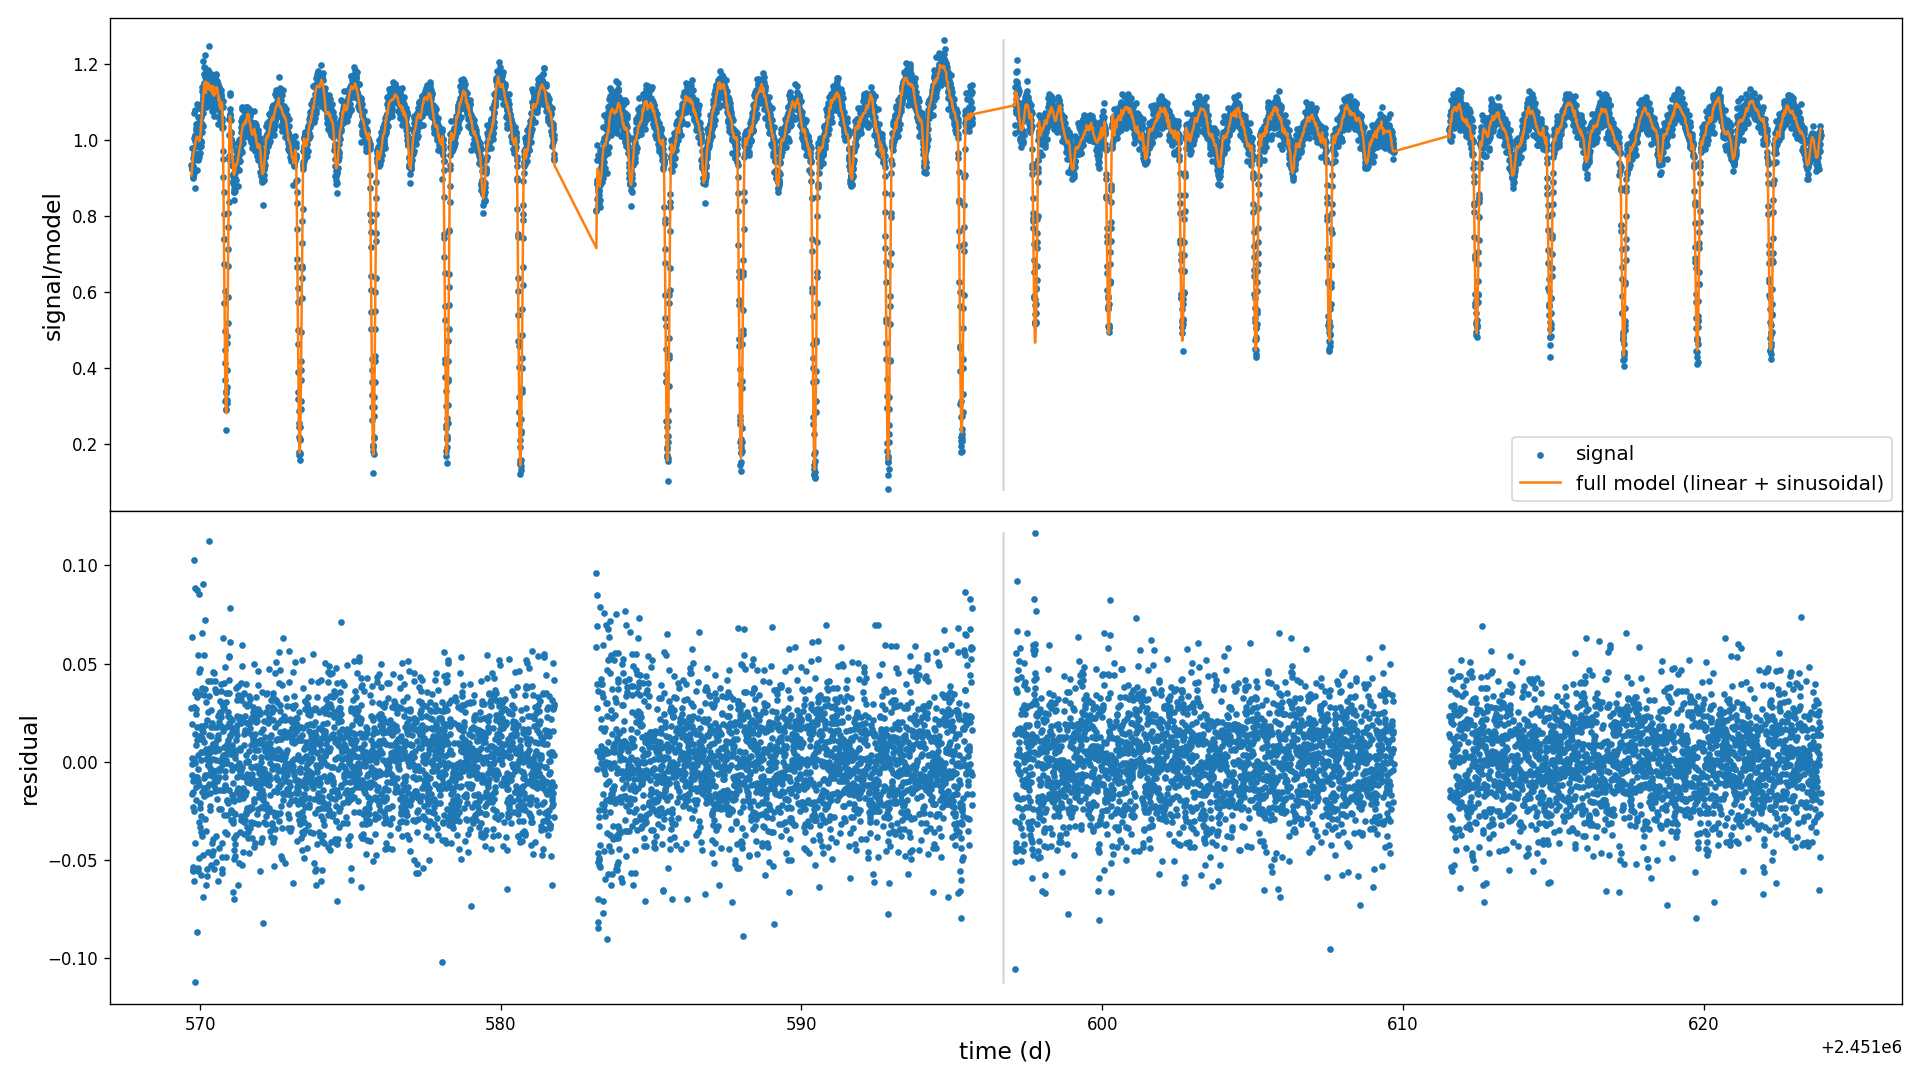 signal/model
1.2
1.0
0.8
0.6
0.4
0.2
signal
full model (linear + sinusoidal)
residual
0.10
0.05
0.00
−0.05
−0.10
570 580 590 600 610 620
time (d)
+2.451e6